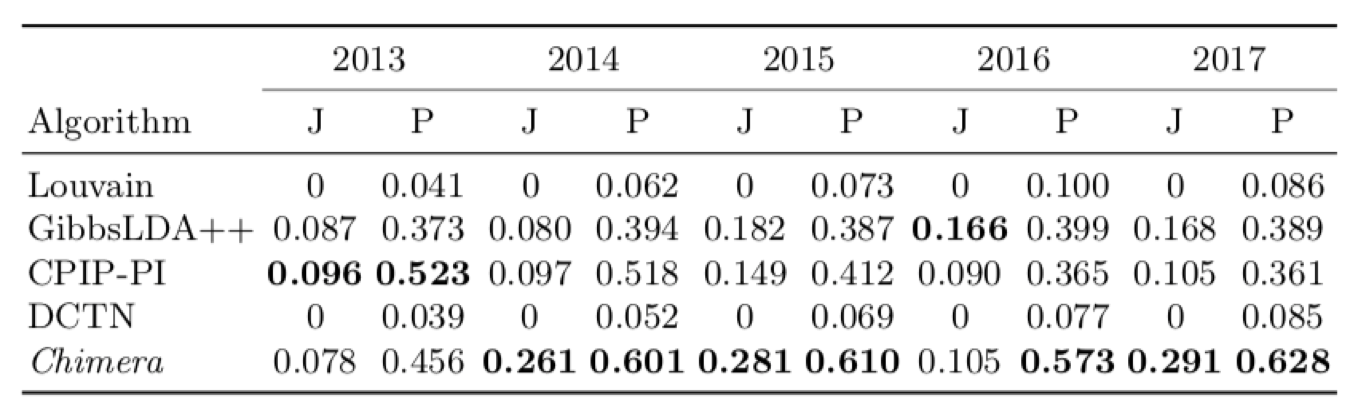 2013 2014 2015 2016 2017
Algorithm J P J P J P J P J P
Louvain 0 0.041 0 0.062 0 0.073 0 0.100 0 0.086
GibbsLDA++ 0.087 0.373 0.080 0.394 0.182 0.387 0.166 0.399 0.168 0.389
CPIP-PI 0.096 0.523 0.097 0.518 0.149 0.412 0.090 0.365 0.105 0.361
DCTN 0 0.039 0 0.052 0 0.069 0 0.077 0 0.085
Chimera 0.078 0.456 0.261 0.601 0.281 0.610 0.105 0.573 0.291 0.628